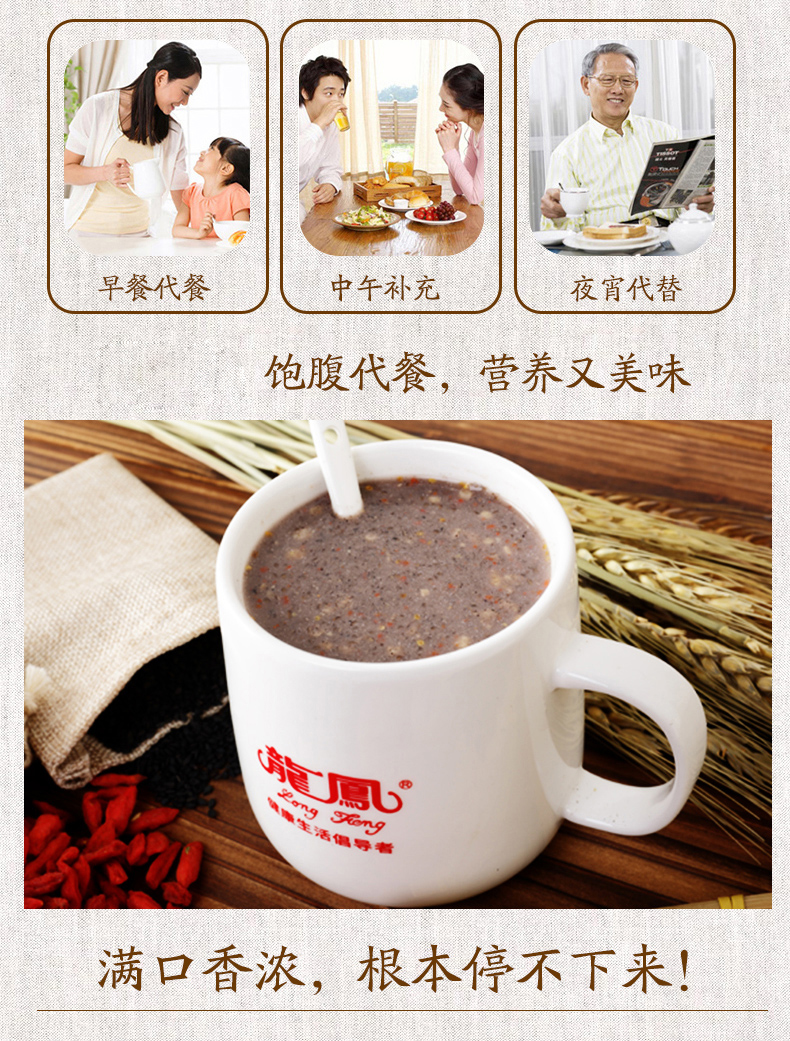 早餐代餐
中午补充
夜宵代替
饱腹代餐，营养又美味
龍鳳®
Long Feng
健康生活倡导者
满口香浓，根本停不下来！